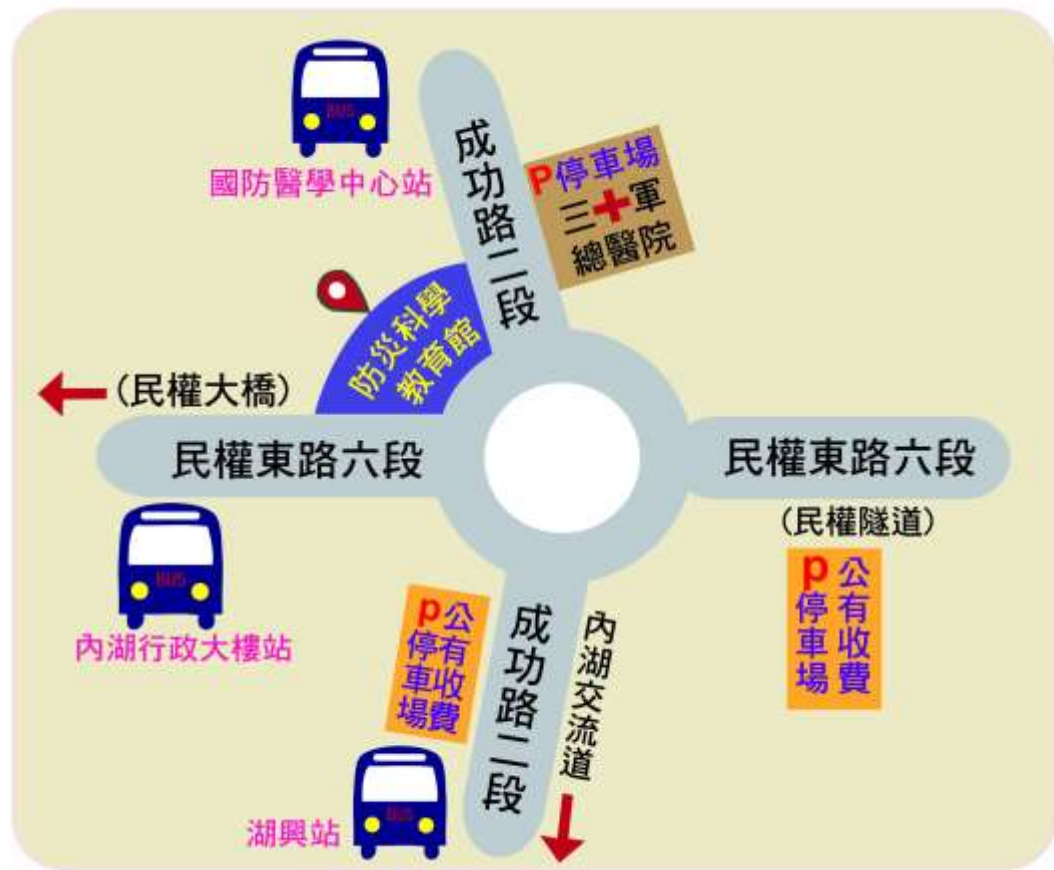 BUS
國防醫學中心站
成功路二段
P停車場
三軍
總醫院
防災科學
教育館
(民權大橋)
民權東路六段
民權東路六段
(民權隧道)
BUS
內湖行政大樓站
P停車場
公有收費
成功路二段
內湖交流道
p停車場
公有收費
BUS
湖興站